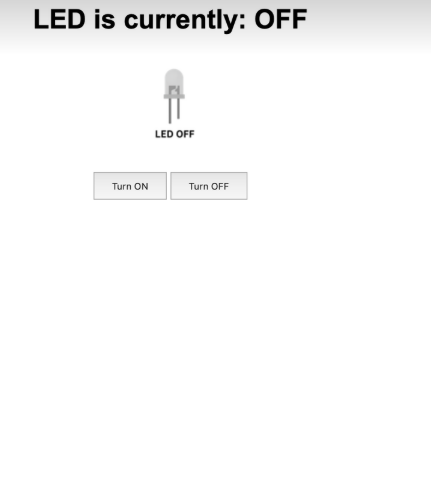 LED is currently: OFF
LED OFF
Turn ON Turn OFF